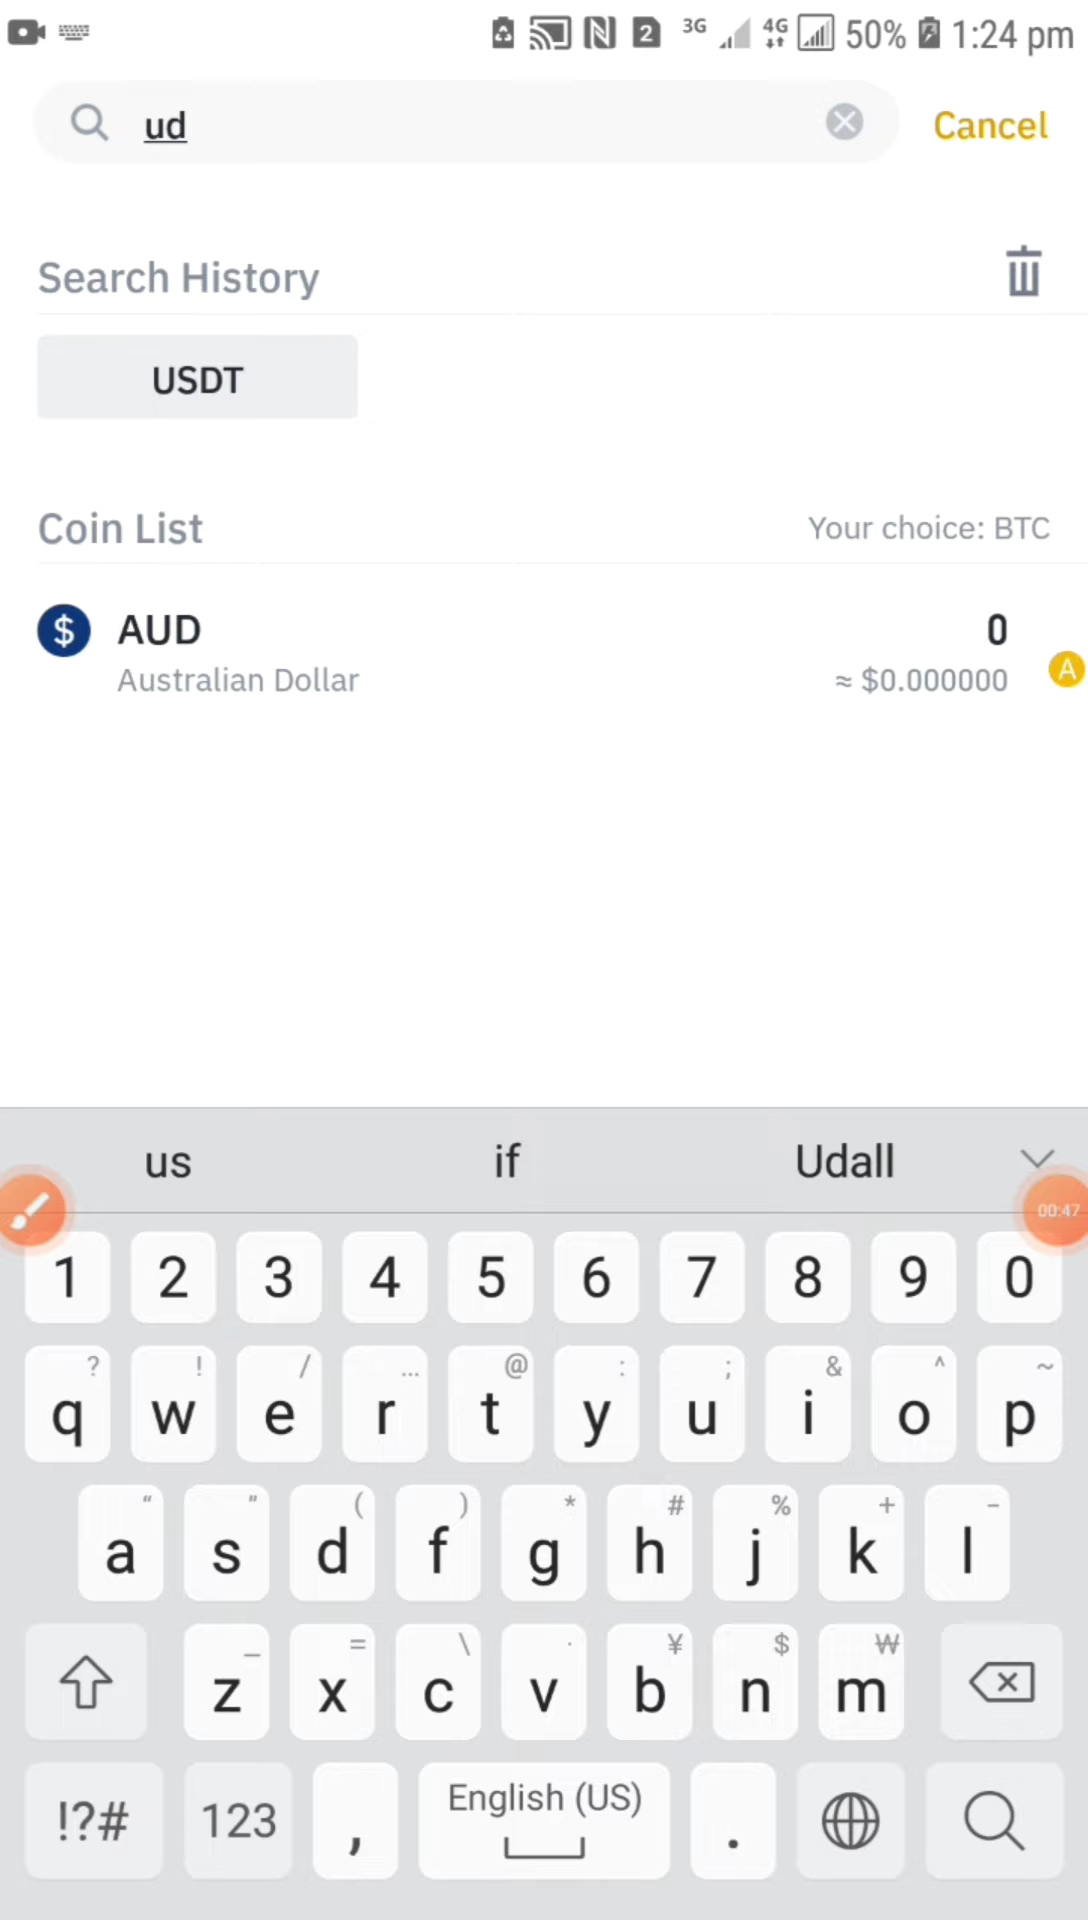 3G 4G 50% 1:24 pm
ud Cancel
Search History
USDT
Coin List Your choice: BTC
$ AUD 0
Australian Dollar ≈ $0.000000 A
us if Udall
00:47
1 2 3 4 5 6 7 8 9 0
? ! / ... @ : ; & ^ ~
q w e r t y u i o p
“ ” ( ) * # % + -
a s d f g h j k l
_ = \ · ¥ $ ₩
z x c v b n m
!?# 123 , English (US) .